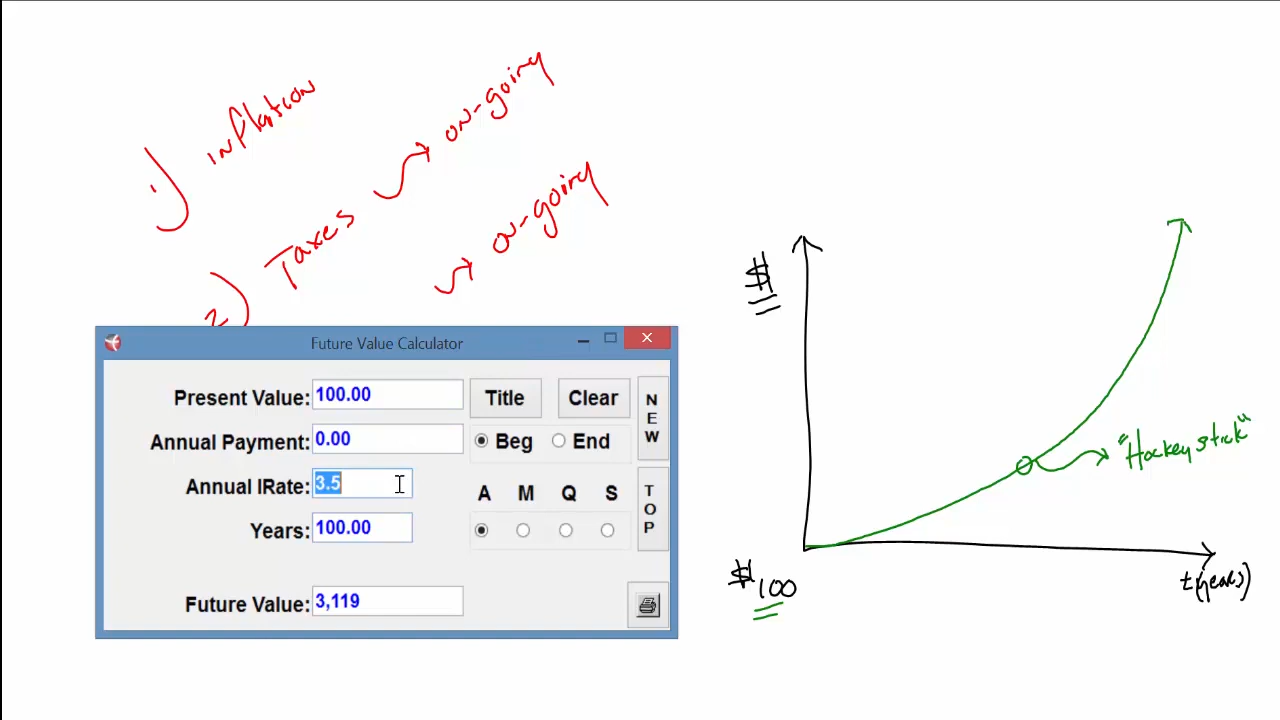 1) inflation
2) Taxes on-going
on-going
Future Value Calculator
Present Value: 100.00 Title Clear
Annual Payment: 0.00 Beg End
NEW
Annual IRate: 3.5 A M Q S
Years: 100.00
TOP
Future Value: 3,119
$
"Hockey stick"
$100
t(years)